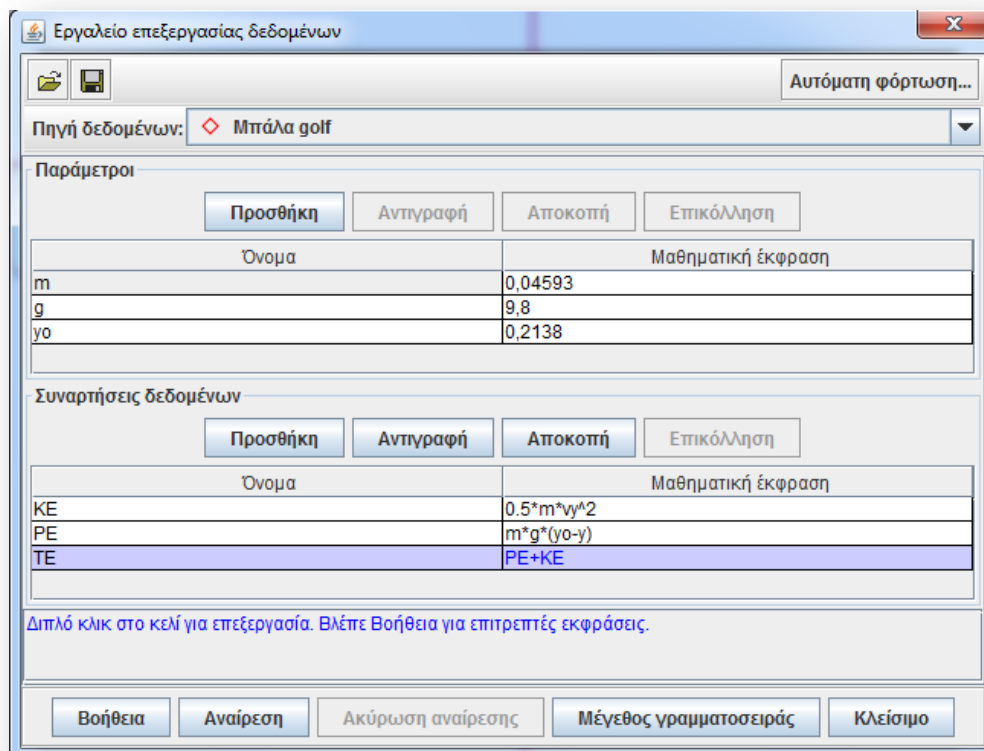 Εργαλείο επεξεργασίας δεδομένων
Αυτόματη φόρτωση...
Πηγή δεδομένων: Μπάλα golf
Παράμετροι
Προσθήκη Αντιγραφή Αποκοπή Επικόλληση
Όνομα Μαθηματική έκφραση
m 0,04593
g 9,8
yo 0,2138
Συναρτήσεις δεδομένων
Προσθήκη Αντιγραφή Αποκοπή Επικόλληση
Όνομα Μαθηματική έκφραση
KE 0.5*m*vy^2
PE m*g*(yo-y)
TE PE+KE
Διπλό κλικ στο κελί για επεξεργασία. Βλέπε Βοήθεια για επιτρεπτές εκφράσεις.
Βοήθεια Αναίρεση Ακύρωση αναίρεσης Μέγεθος γραμματοσειράς Κλείσιμο